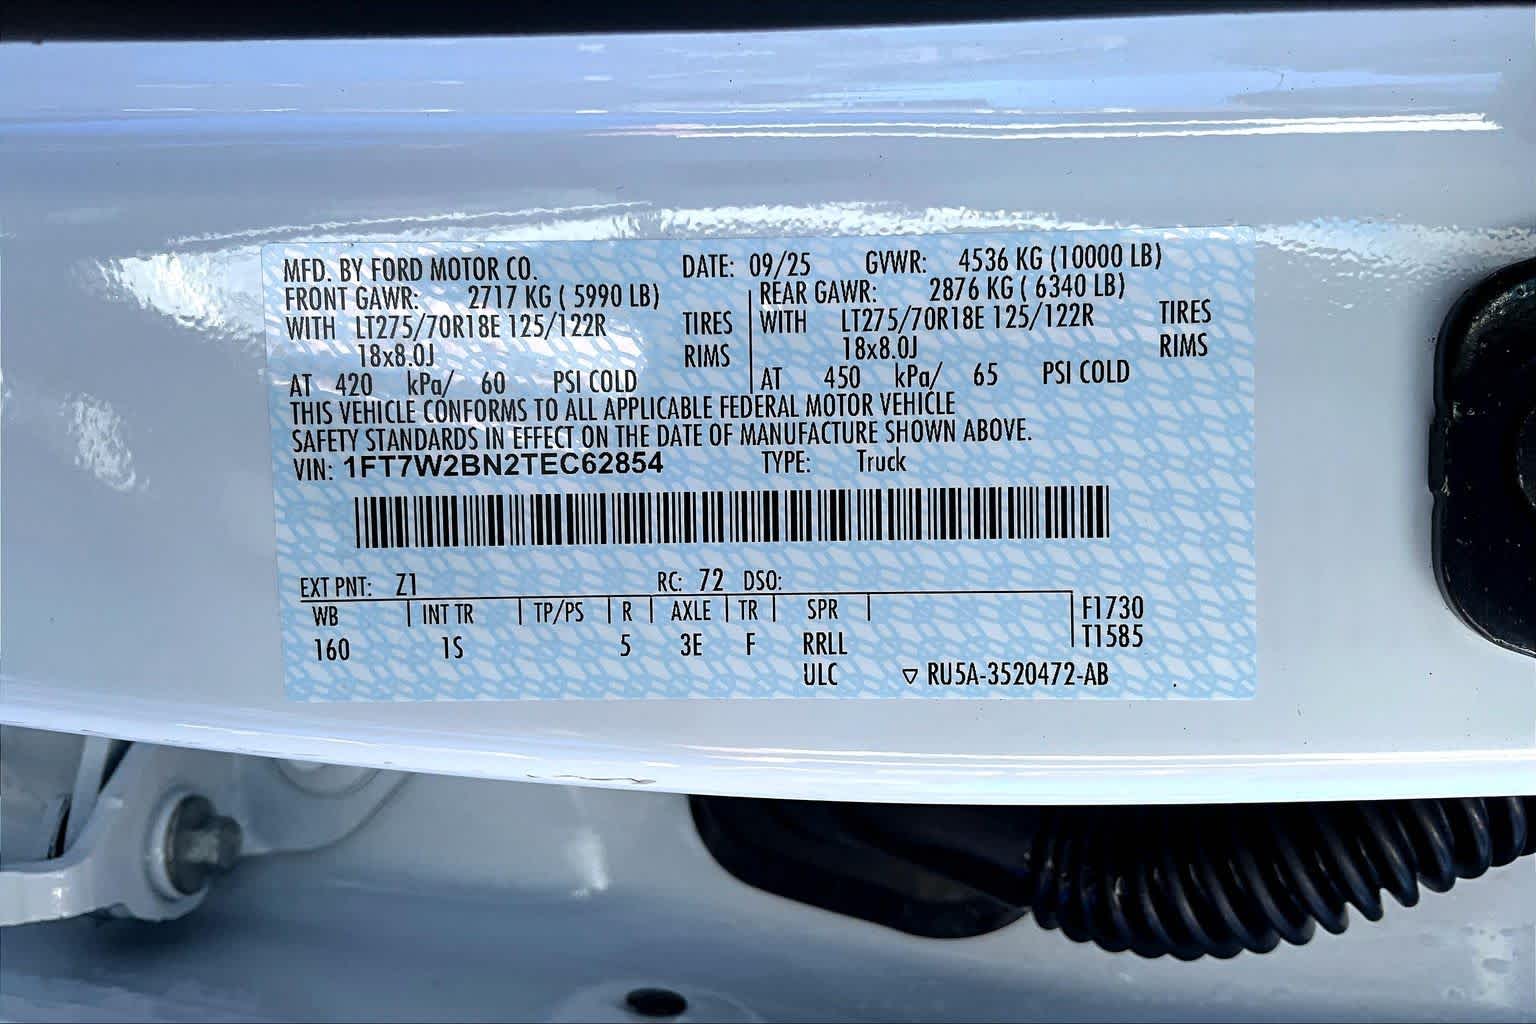 MFD. BY FORD MOTOR CO. DATE: 09/25 GVWR: 4536 KG (10000 LB)
FRONT GAWR: 2717 KG ( 5990 LB) REAR GAWR: 2876 KG ( 6340 LB)
WITH LT275/70R18E 125/122R TIRES WITH LT275/70R18E 125/122R TIRES
18x8.0J RIMS 18x8.0J RIMS
AT 420 kPa/ 60 PSI COLD AT 450 kPa/ 65 PSI COLD
THIS VEHICLE CONFORMS TO ALL APPLICABLE FEDERAL MOTOR VEHICLE
SAFETY STANDARDS IN EFFECT ON THE DATE OF MANUFACTURE SHOWN ABOVE.
VIN: 1FT7W2BN2TEC62854 TYPE: Truck
EXT PNT: Z1 RC: 72 DSO:
WB INT TR TP/PS R AXLE TR SPR F1730
160 1S 5 3E F RRLL T1585
ULC ▽ RU5A-3520472-AB